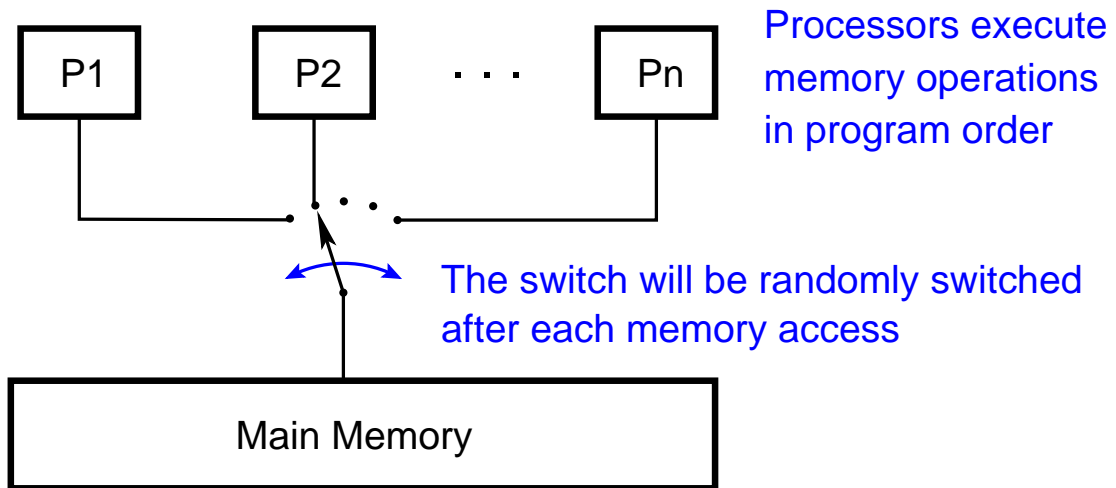 P1
P2
. . .
Pn
Processors execute
memory operations
in program order
The switch will be randomly switched
after each memory access
Main Memory